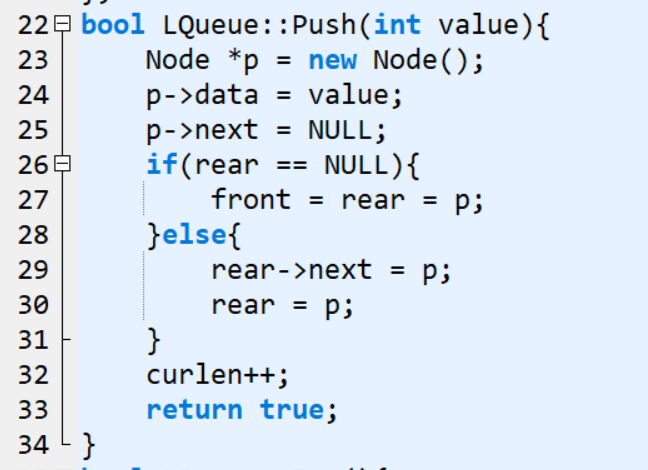 22 bool LQueue::Push(int value){
23     Node *p = new Node();
24     p->data = value;
25     p->next = NULL;
26     if(rear == NULL){
27         front = rear = p;
28     }else{
29         rear->next = p;
30         rear = p;
31     }
32     curlen++;
33     return true;
34 }